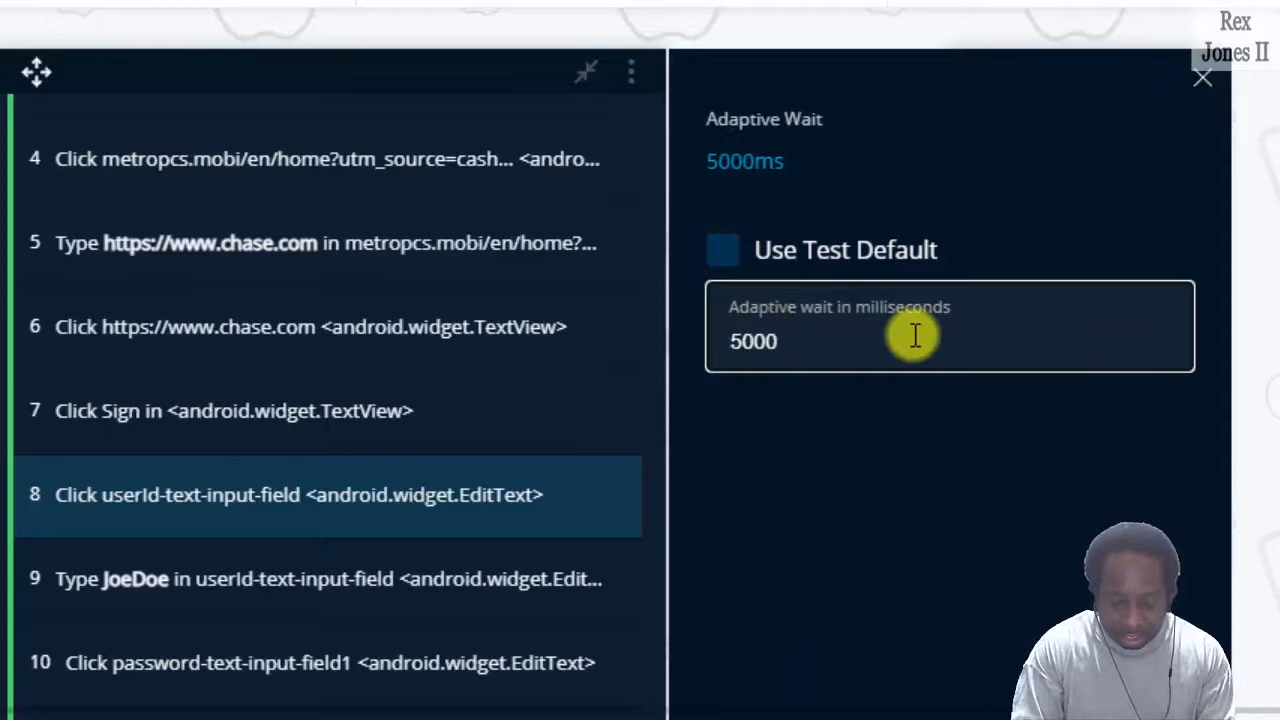 Rex
Jones II
4 Click metropcs.mobi/en/home?utm_source=cash... <andro...
5 Type https://www.chase.com in metropcs.mobi/en/home?...
6 Click https://www.chase.com <android.widget.TextView>
7 Click Sign in <android.widget.TextView>
8 Click userId-text-input-field <android.widget.EditText>
9 Type JoeDoe in userId-text-input-field <android.widget.Edit...
10 Click password-text-input-field1 <android.widget.EditText>
Adaptive Wait
5000ms
Use Test Default
Adaptive wait in milliseconds
5000